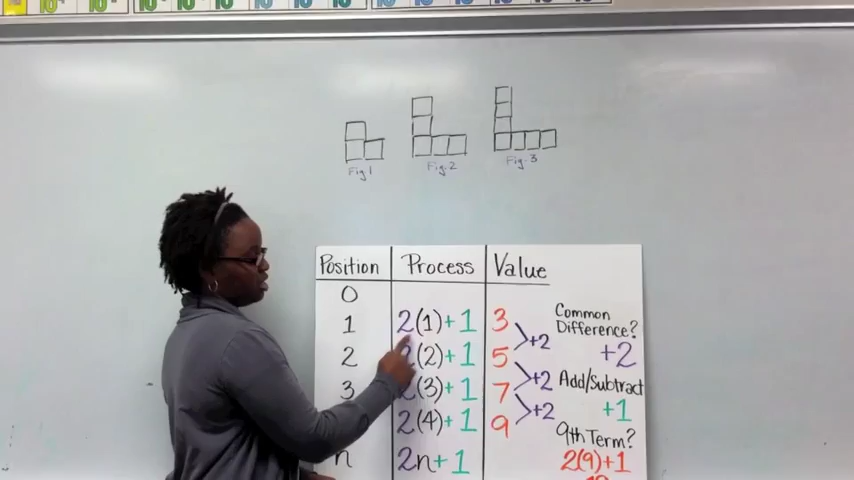 Fig.1 Fig.2 Fig.3
Position Process Value
0
1 2(1)+1 3
2 2(2)+1 5
3 2(3)+1 7
2(4)+1 9
n 2n+1
+2
+2
+2
Common
Difference?
+2
Add/Subtract
+1
9th Term?
2(9)+1